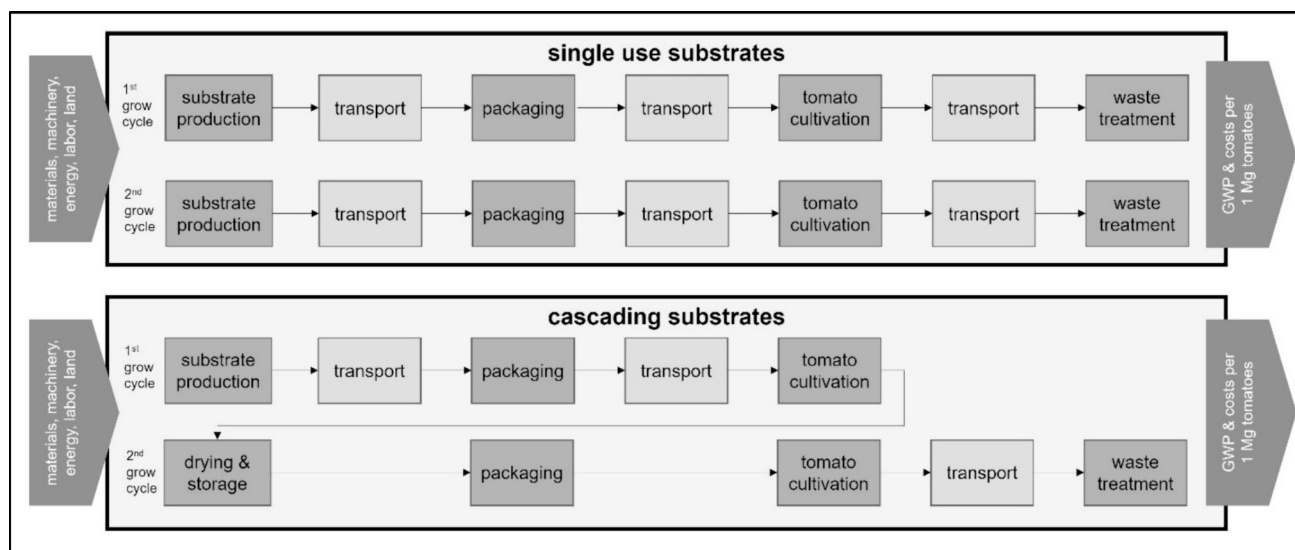 single use substrates
materials, machinery,
energy, labor, land
1st
grow
cycle
substrate
production
transport
packaging
transport
tomato
cultivation
transport
waste
treatment
2nd
grow
cycle
substrate
production
transport
packaging
transport
tomato
cultivation
transport
waste
treatment
GWP & costs per
1 Mg tomatoes
cascading substrates
materials, machinery,
energy, labor, land
1st
grow
cycle
substrate
production
transport
packaging
transport
tomato
cultivation
2nd
grow
cycle
drying &
storage
packaging
tomato
cultivation
transport
waste
treatment
GWP & costs per
1 Mg tomatoes